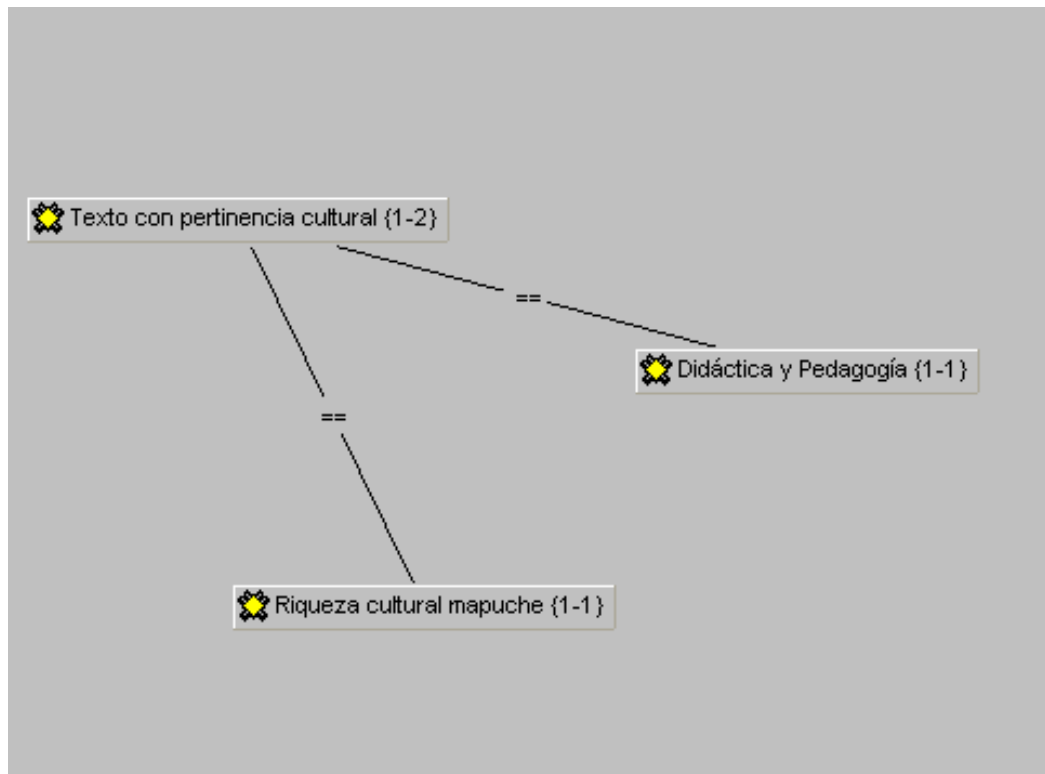 Texto con pertinencia cultural {1-2}
==
Didáctica y Pedagogía {1-1}
==
Riqueza cultural mapuche {1-1}